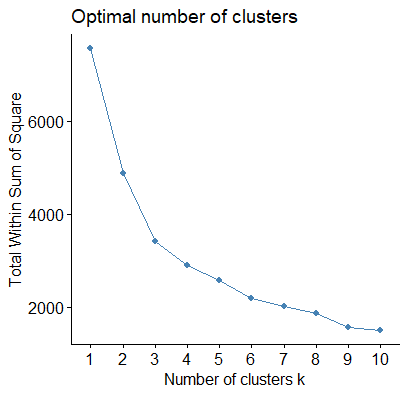 Optimal number of clusters
Total Within Sum of Square
6000
4000
2000
1 2 3 4 5 6 7 8 9 10
Number of clusters k